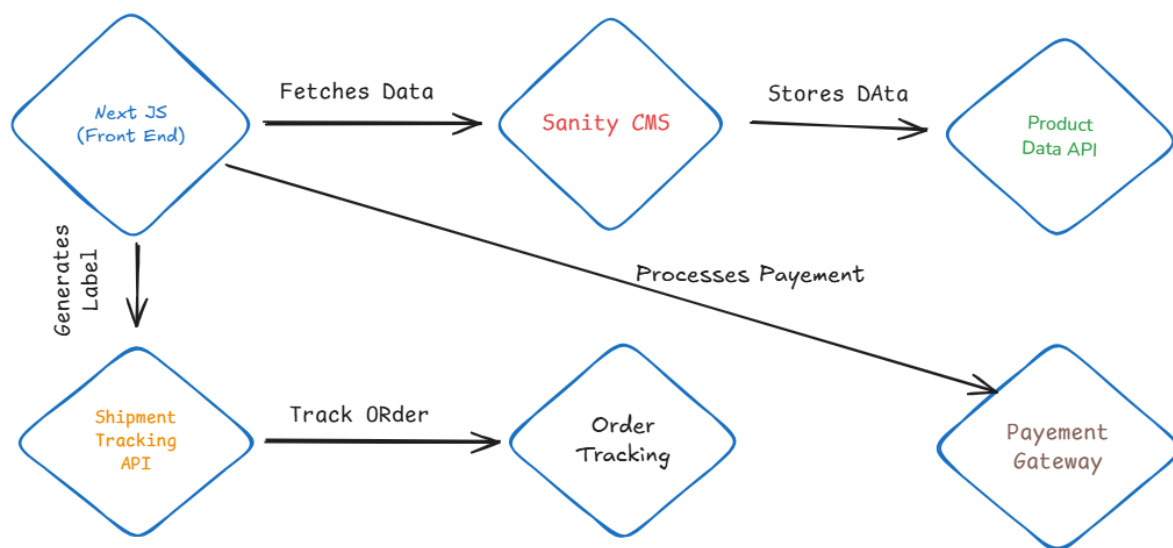 Next JS
(Front End)
Fetches Data
Sanity CMS
Stores DAta
Product
Data API
Generates
Label
Processes Payement
Shipment
Tracking
API
Track ORder
Order
Tracking
Payement
Gateway